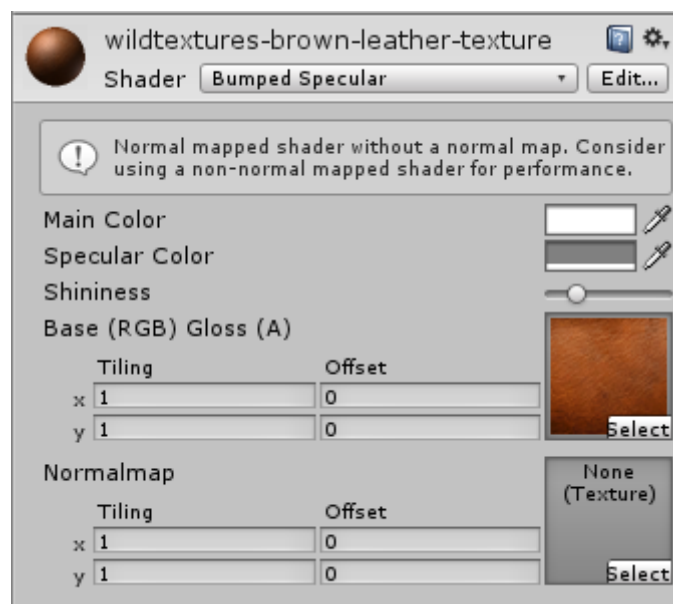 wildtextures-brown-leather-texture
Shader Bumped Specular Edit...
Normal mapped shader without a normal map. Consider
using a non-normal mapped shader for performance.
Main Color
Specular Color
Shininess
Base (RGB) Gloss (A)
Tiling Offset
x 1 0
y 1 0
Select
Normalmap
None
(Texture)
Tiling Offset
x 1 0
y 1 0
Select